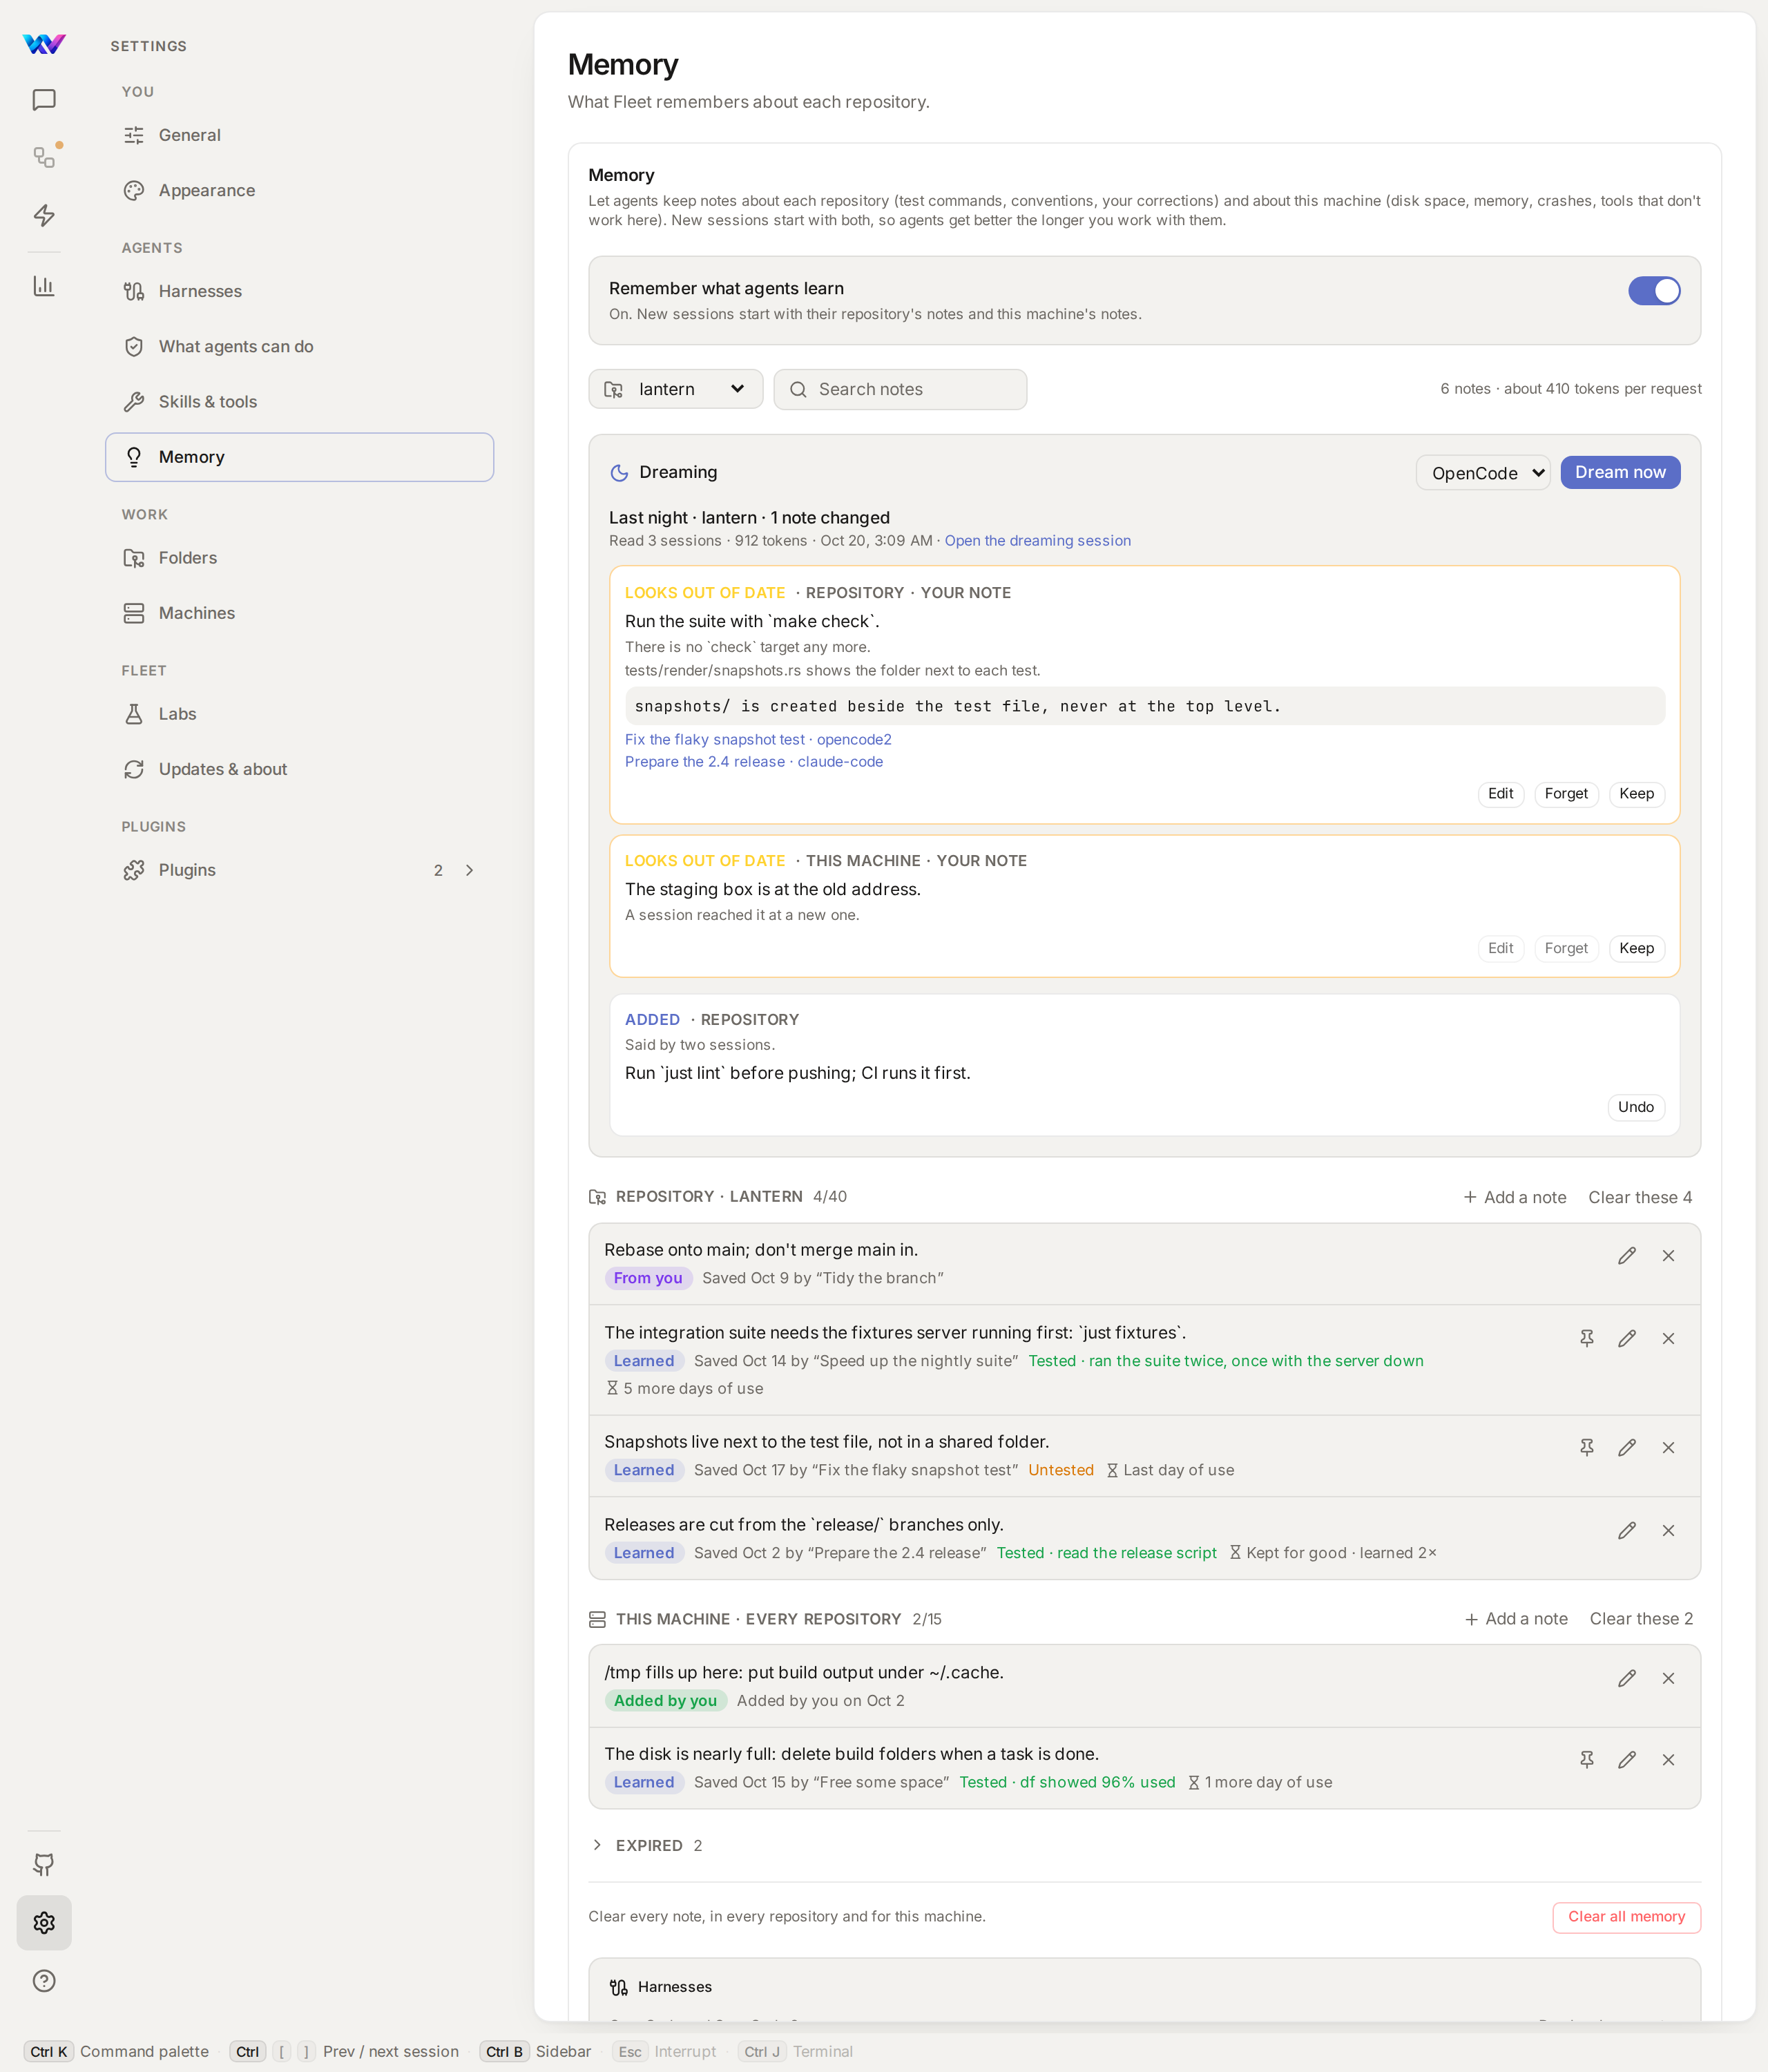 SETTINGS
YOU
General
Appearance
AGENTS
Harnesses
What agents can do
Skills & tools
Memory
WORK
Folders
Machines
FLEET
Labs
Updates & about
PLUGINS
Plugins 2
Memory
What Fleet remembers about each repository.
Memory
Let agents keep notes about each repository (test commands, conventions, your corrections) and about this machine (disk space, memory, crashes, tools that don't
work here). New sessions start with both, so agents get better the longer you work with them.
Remember what agents learn
On. New sessions start with their repository's notes and this machine's notes.
lantern Search notes 6 notes · about 410 tokens per request
Dreaming OpenCode Dream now
Last night · lantern · 1 note changed
Read 3 sessions · 912 tokens · Oct 20, 3:09 AM · Open the dreaming session
LOOKS OUT OF DATE · REPOSITORY · YOUR NOTE
Run the suite with `make check`.
There is no `check` target any more.
tests/render/snapshots.rs shows the folder next to each test.
snapshots/ is created beside the test file, never at the top level.
Fix the flaky snapshot test · opencode2
Prepare the 2.4 release · claude-code
Edit Forget Keep
LOOKS OUT OF DATE · THIS MACHINE · YOUR NOTE
The staging box is at the old address.
A session reached it at a new one.
Edit Forget Keep
ADDED · REPOSITORY
Said by two sessions.
Run `just lint` before pushing; CI runs it first.
Undo
REPOSITORY · LANTERN 4/40 + Add a note Clear these 4
Rebase onto main; don't merge main in.
From you Saved Oct 9 by “Tidy the branch”
The integration suite needs the fixtures server running first: `just fixtures`.
Learned Saved Oct 14 by “Speed up the nightly suite” Tested · ran the suite twice, once with the server down
5 more days of use
Snapshots live next to the test file, not in a shared folder.
Learned Saved Oct 17 by “Fix the flaky snapshot test” Untested Last day of use
Releases are cut from the `release/` branches only.
Learned Saved Oct 2 by “Prepare the 2.4 release” Tested · read the release script Kept for good · learned 2×
THIS MACHINE · EVERY REPOSITORY 2/15 + Add a note Clear these 2
/tmp fills up here: put build output under ~/.cache.
Added by you Added by you on Oct 2
The disk is nearly full: delete build folders when a task is done.
Learned Saved Oct 15 by “Free some space” Tested · df showed 96% used 1 more day of use
EXPIRED 2
Clear every note, in every repository and for this machine. Clear all memory
Harnesses
Ctrl K Command palette · Ctrl [ ] Prev / next session · Ctrl B Sidebar · Esc Interrupt · Ctrl J Terminal